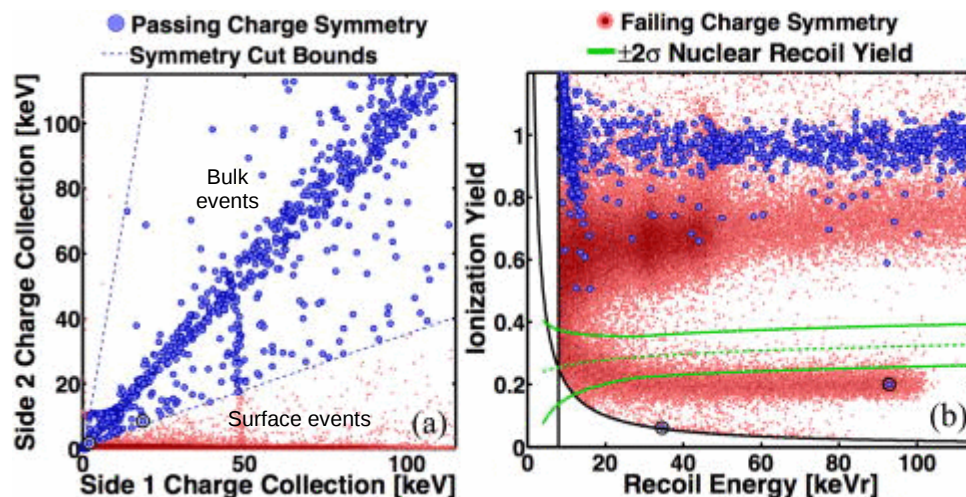 Passing Charge Symmetry
Symmetry Cut Bounds
Side 2 Charge Collection [keV]
100
80
60
40
20
0
Bulk
events
Surface events
(a)
0
50
100
Side 1 Charge Collection [keV]
Failing Charge Symmetry
±2σ Nuclear Recoil Yield
Ionization Yield
1
0.8
0.6
0.4
0.2
0
(b)
0
20
40
60
80
100
Recoil Energy [keVr]